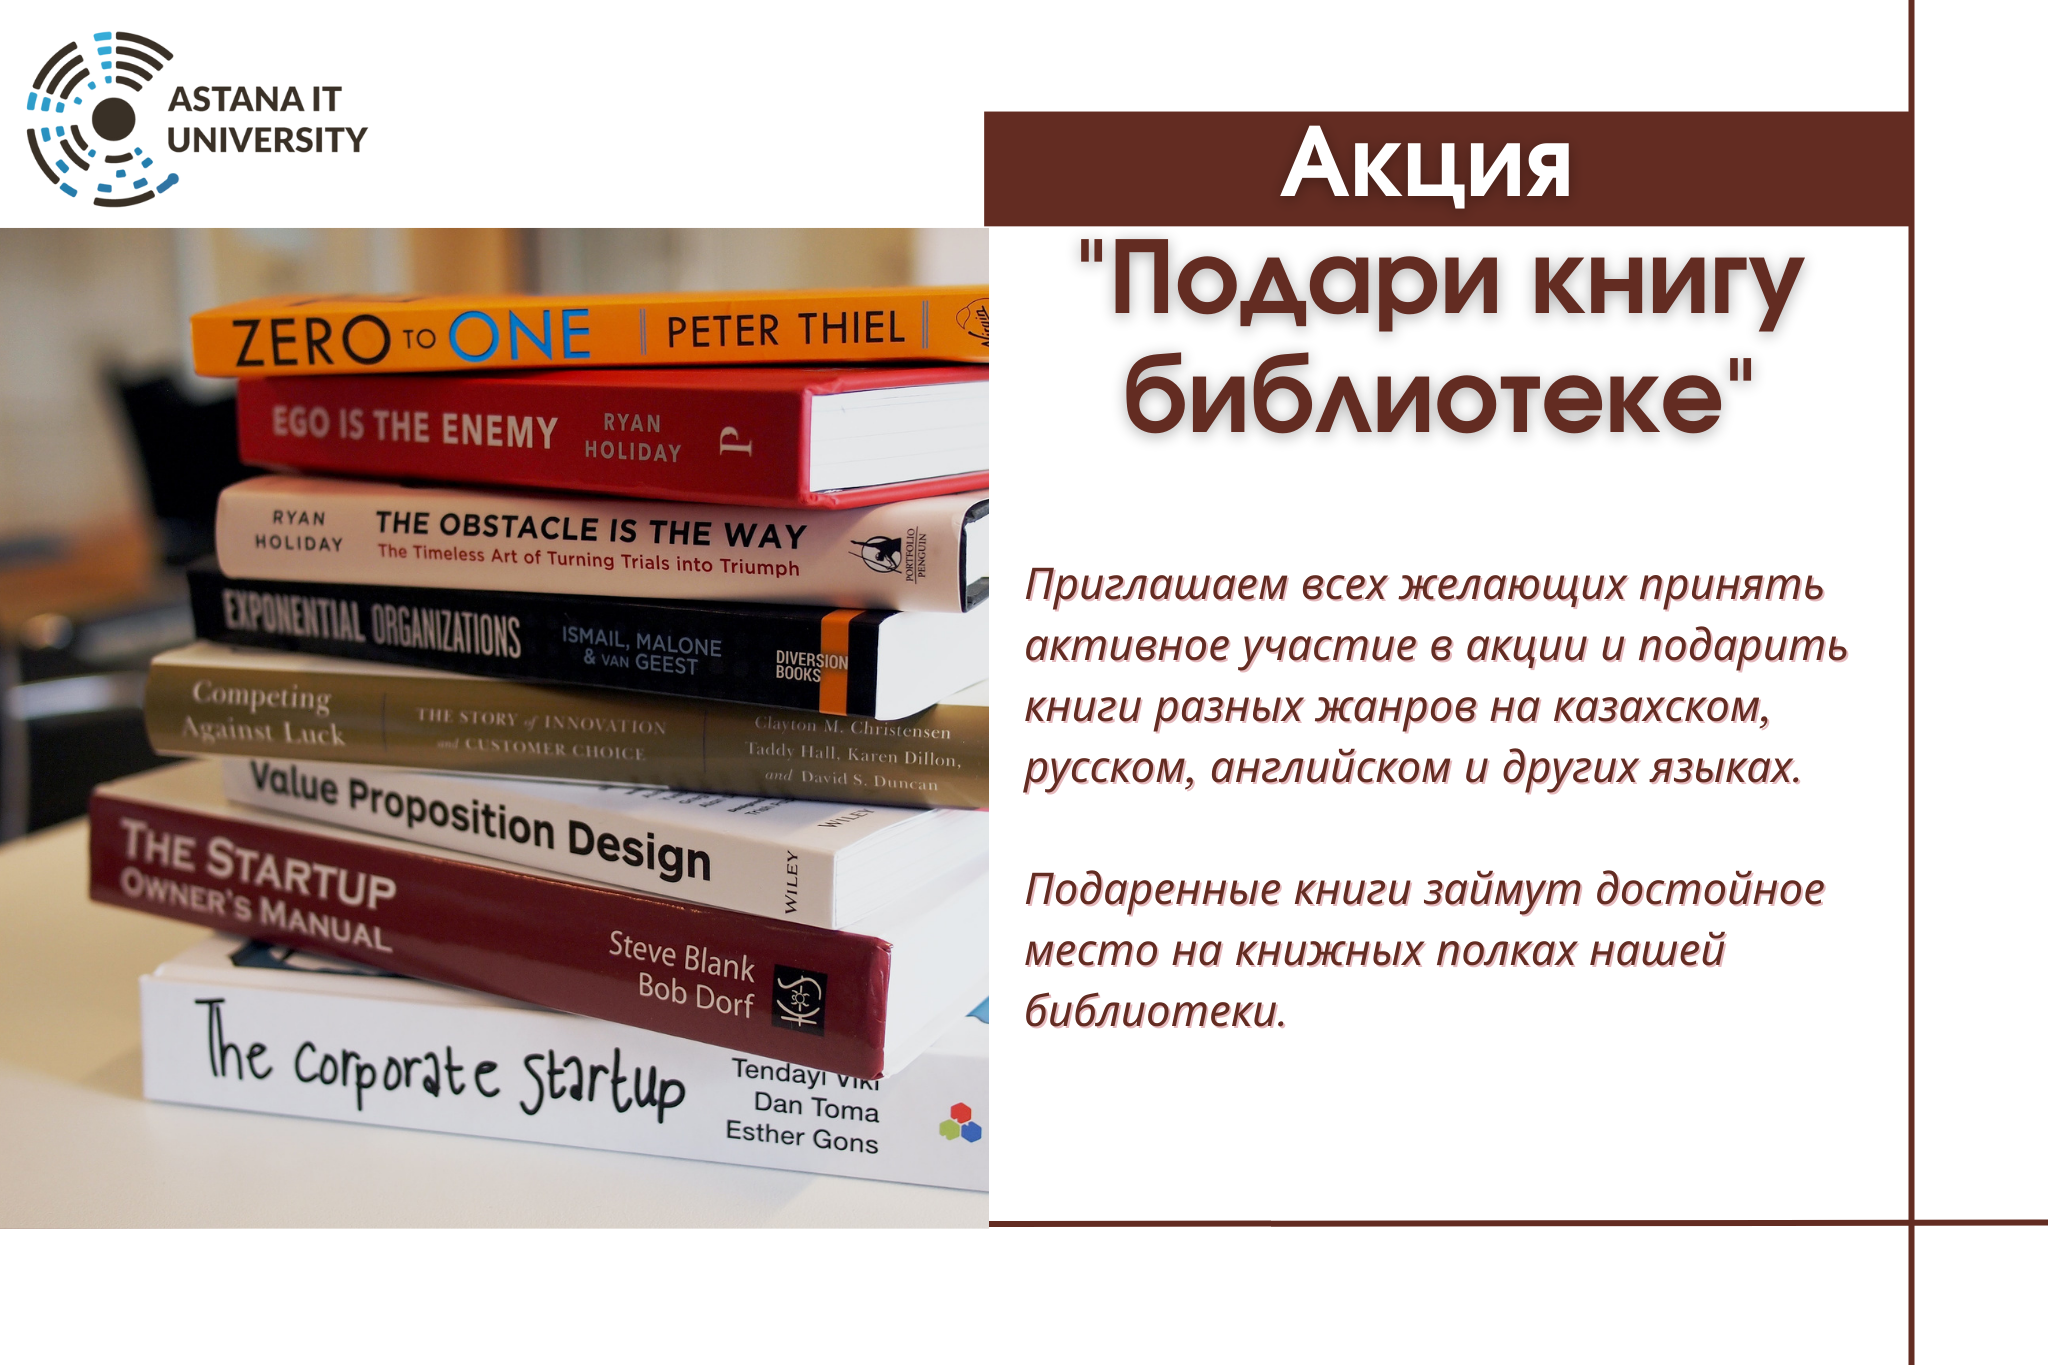 ASTANA IT
UNIVERSITY
Акция
"Подари книгу
библиотеке"
Приглашаем всех желающих принять
активное участие в акции и подарить
книги разных жанров на казахском,
русском, английском и других языках.
Подаренные книги займут достойное
место на книжных полках нашей
библиотеки.
ZERO TO ONE PETER THIEL
EGO IS THE ENEMY
RYAN
HOLIDAY
P
RYAN
HOLIDAY
THE OBSTACLE IS THE WAY
The Timeless Art of Turning Trials into Triumph
PORTFOLIO
PENGUIN
EXPONENTIAL ORGANIZATIONS
ISMAIL, MALONE
& VAN GEEST
DIVERSION
BOOKS
Competing
Against Luck
THE STORY of INNOVATION
and CUSTOMER CHOICE
Clayton M. Christensen
Taddy Hall, Karen Dillon,
and David S. Duncan
Value Proposition Design
WILEY
WILEY
THE STARTUP
OWNER'S MANUAL
Steve Blank
Bob Dorf
The corporate startup
Tendayi Viki
Dan Toma
Esther Gons